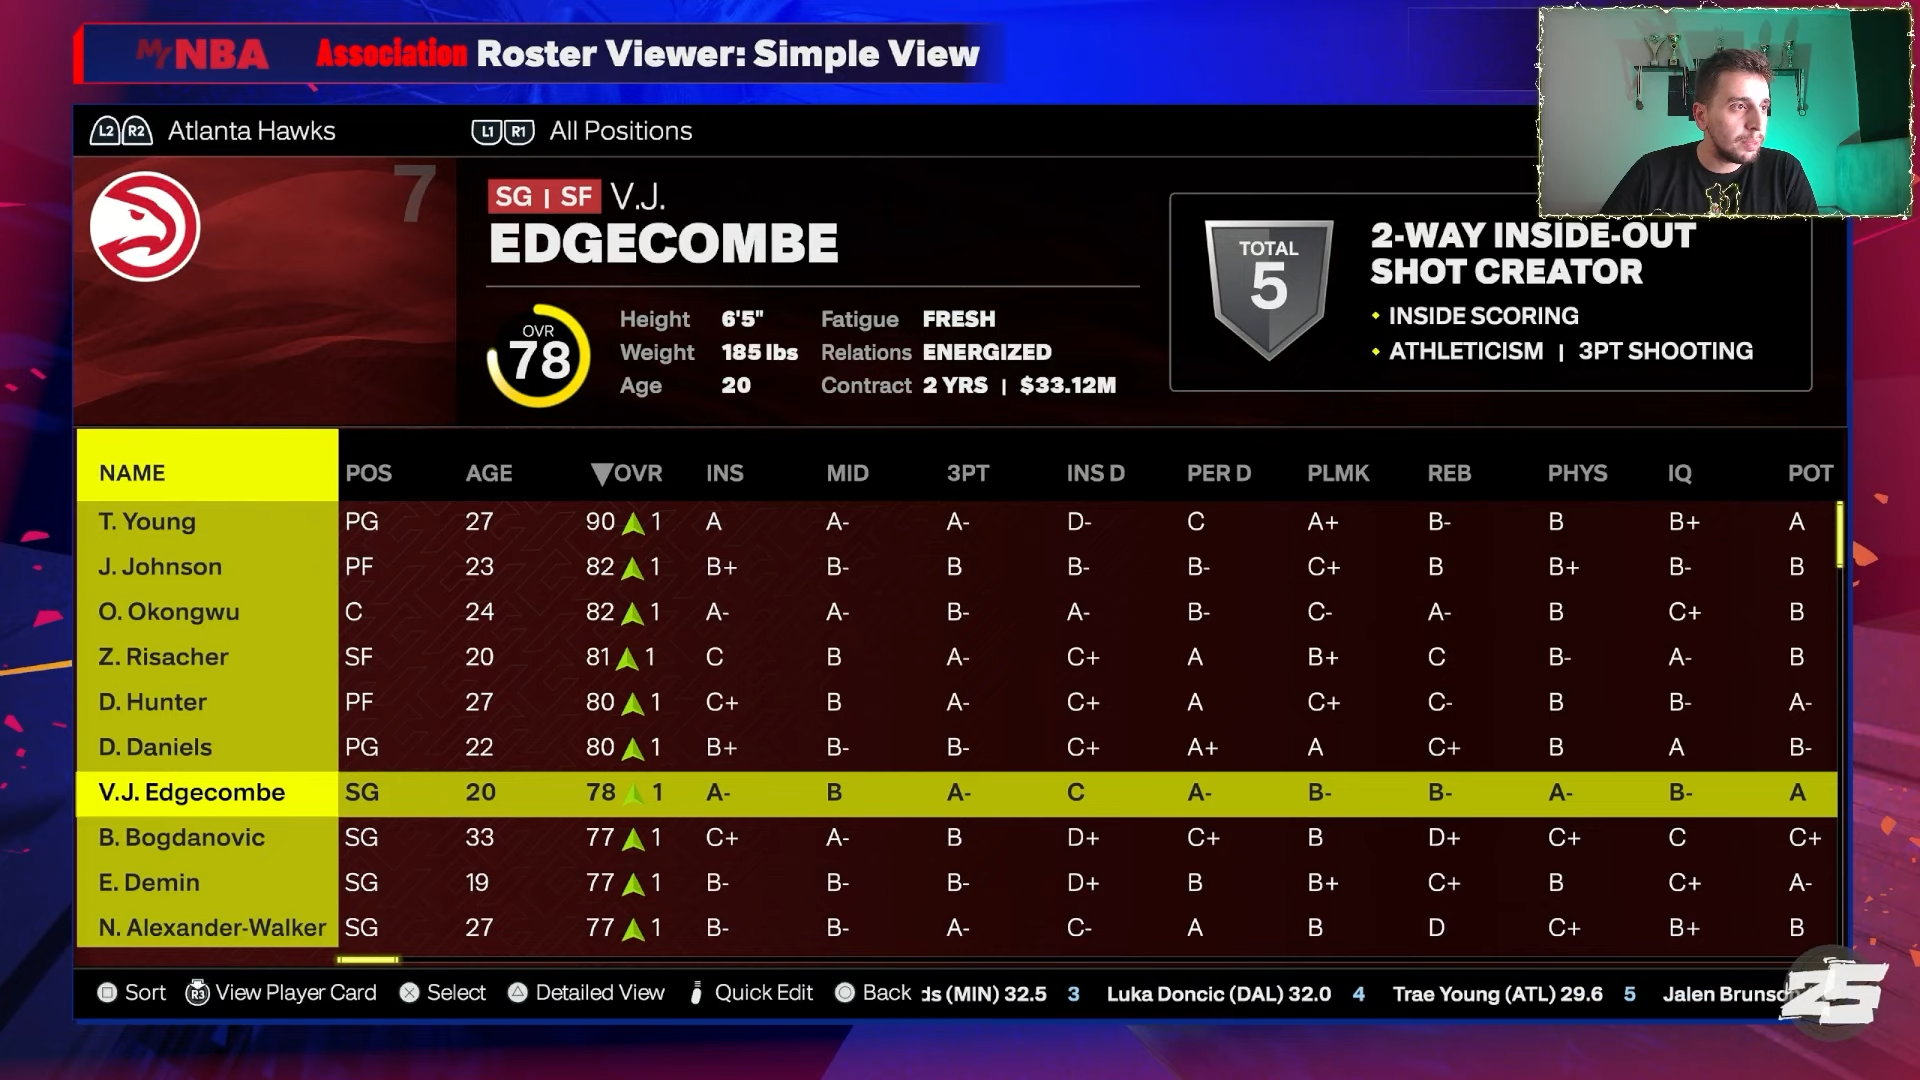 MyNBA Association Roster Viewer: Simple View
L2 R2 Atlanta Hawks L1 R1 All Positions
7
SG | SF V.J.
EDGECOMBE
OVR
78
Height 6'5" Fatigue FRESH
Weight 185 lbs Relations ENERGIZED
Age 20 Contract 2 YRS | $33.12M
TOTAL
5
2-WAY INSIDE-OUT
SHOT CREATOR
• INSIDE SCORING
• ATHLETICISM | 3PT SHOOTING
NAME POS AGE ▼OVR INS MID 3PT INS D PER D PLMK REB PHYS IQ POT
T. Young PG 27 90 ▲ 1 A A- A- D- C A+ B- B B+ A
J. Johnson PF 23 82 ▲ 1 B+ B- B B- B- C+ B B+ B- B
O. Okongwu C 24 82 ▲ 1 A- A- B- A- B- C- A- B C+ B
Z. Risacher SF 20 81 ▲ 1 C B A- C+ A B+ C B- A- B
D. Hunter PF 27 80 ▲ 1 C+ B A- C+ A C+ C- B B- A-
D. Daniels PG 22 80 ▲ 1 B+ B- B- C+ A+ A C+ B A B-
V.J. Edgecombe SG 20 78 ▲ 1 A- B A- C A- B- B- A- B- A
B. Bogdanovic SG 33 77 ▲ 1 C+ A- B D+ C+ B D+ C+ C C+
E. Demin SG 19 77 ▲ 1 B- B- B- D+ B B+ C+ B C+ A-
N. Alexander-Walker SG 27 77 ▲ 1 B- B- A- C- A B D C+ B+ B
Sort R3 View Player Card Select Detailed View Quick Edit Back ds (MIN) 32.5 3 Luka Doncic (DAL) 32.0 4 Trae Young (ATL) 29.6 5 Jalen Brunso
25